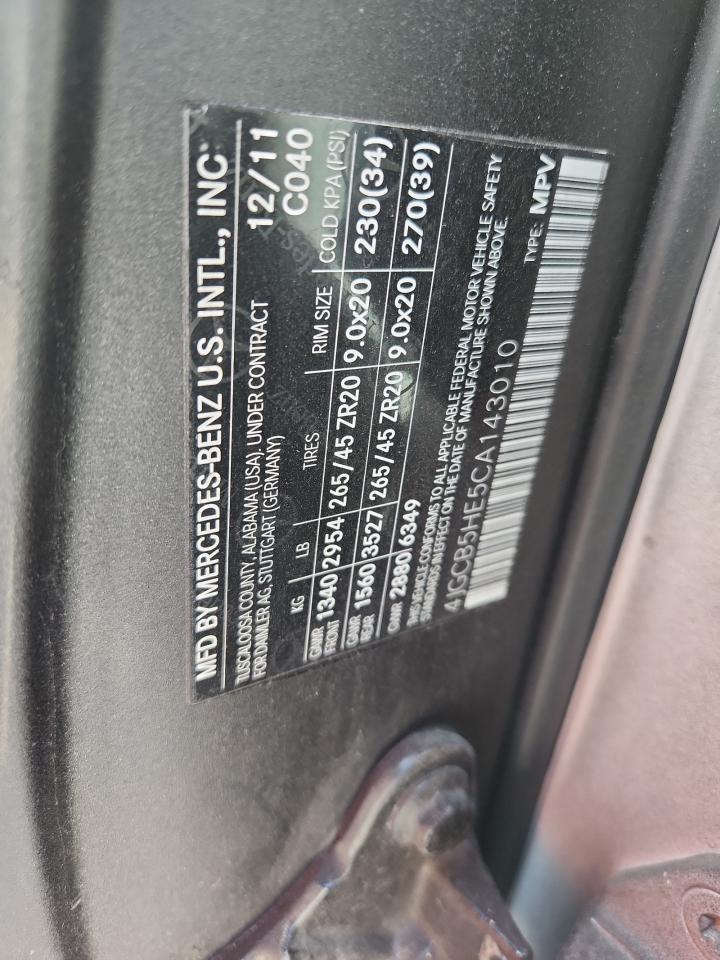 MFD BY MERCEDES-BENZ U.S. INTL., INC
TUSCALOOSA COUNTY, ALABAMA (USA). UNDER CONTRACT 12/11
FOR DAIMLER AG, STUTTGART (GERMANY) C040
KG LB TIRES RIM SIZE COLD KPA (PSI)
GAWR FRONT 1340 2954 265/45 ZR20 9.0x20 230(34)
GAWR REAR 1560 3527 265/45 ZR20 9.0x20 270(39)
GVWR 2880 6349
THIS VEHICLE CONFORMS TO ALL APPLICABLE FEDERAL MOTOR VEHICLE SAFETY
STANDARDS IN EFFECT ON THE DATE OF MANUFACTURE SHOWN ABOVE.
4JGCB5HE5CA143010 TYPE: MPV